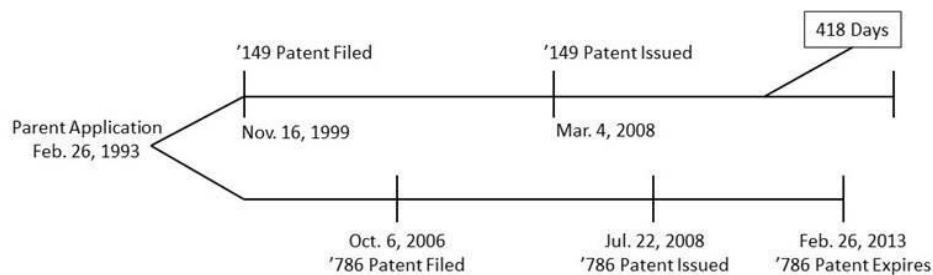 418 Days
'149 Patent Filed
'149 Patent Issued
Nov. 16, 1999
Mar. 4, 2008
Parent Application
Feb. 26, 1993
Oct. 6, 2006
'786 Patent Filed
Jul. 22, 2008
'786 Patent Issued
Feb. 26, 2013
'786 Patent Expires